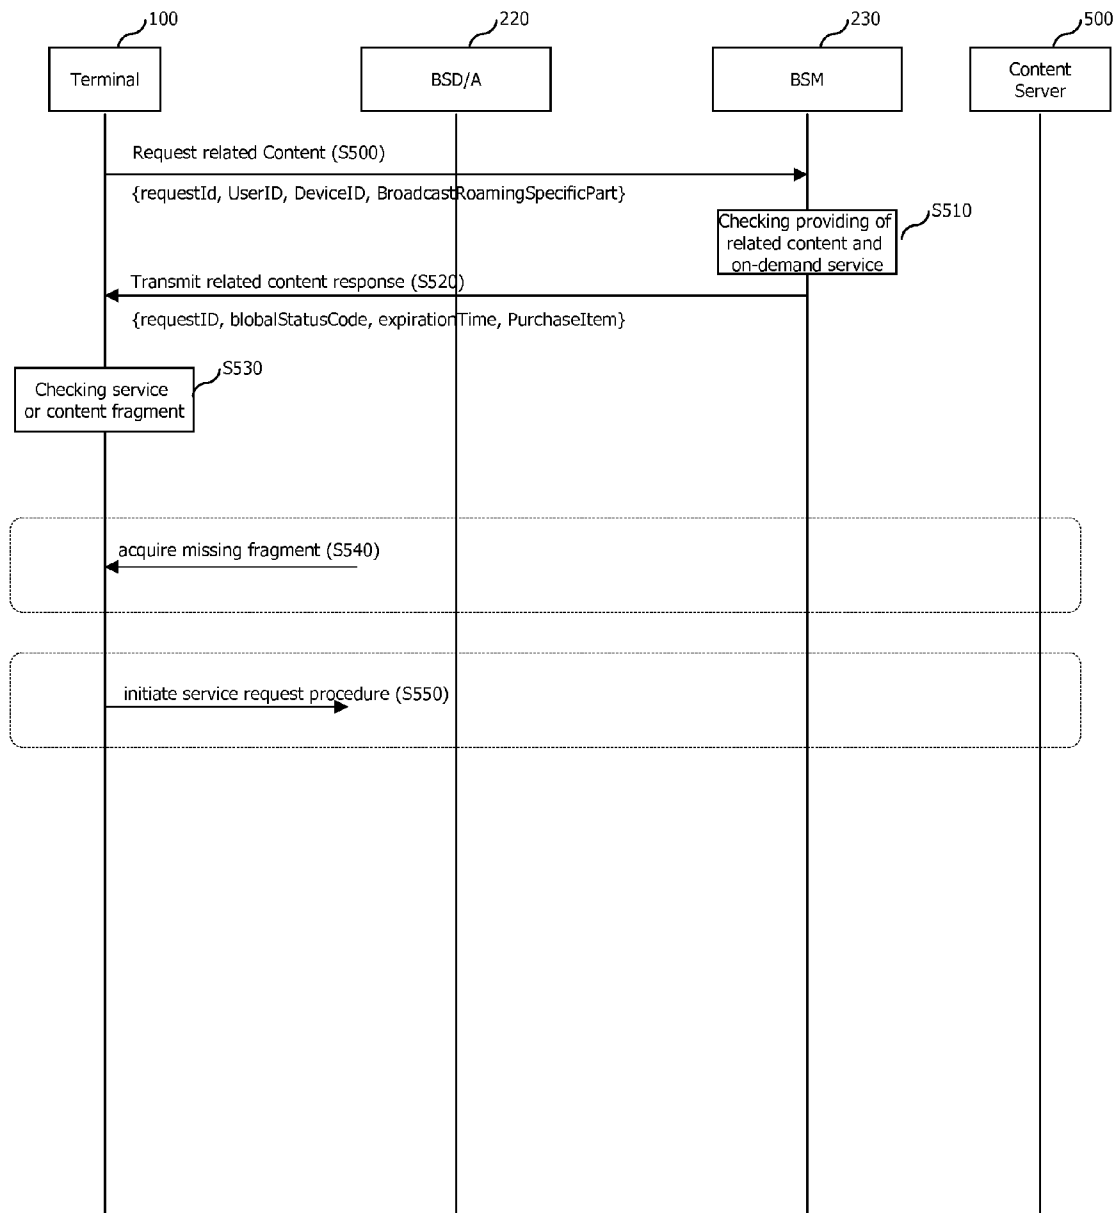 100
220
230
500
Terminal
BSD/A
BSM
Content
Server
Request related Content (S500)
{requestId, UserID, DeviceID, BroadcastRoamingSpecificPart}
S510
Checking providing of
related content and
on-demand service
Transmit related content response (S520)
{requestID, blobalStatusCode, expirationTime, PurchaseItem}
S530
Checking service
or content fragment
acquire missing fragment (S540)
initiate service request procedure (S550)